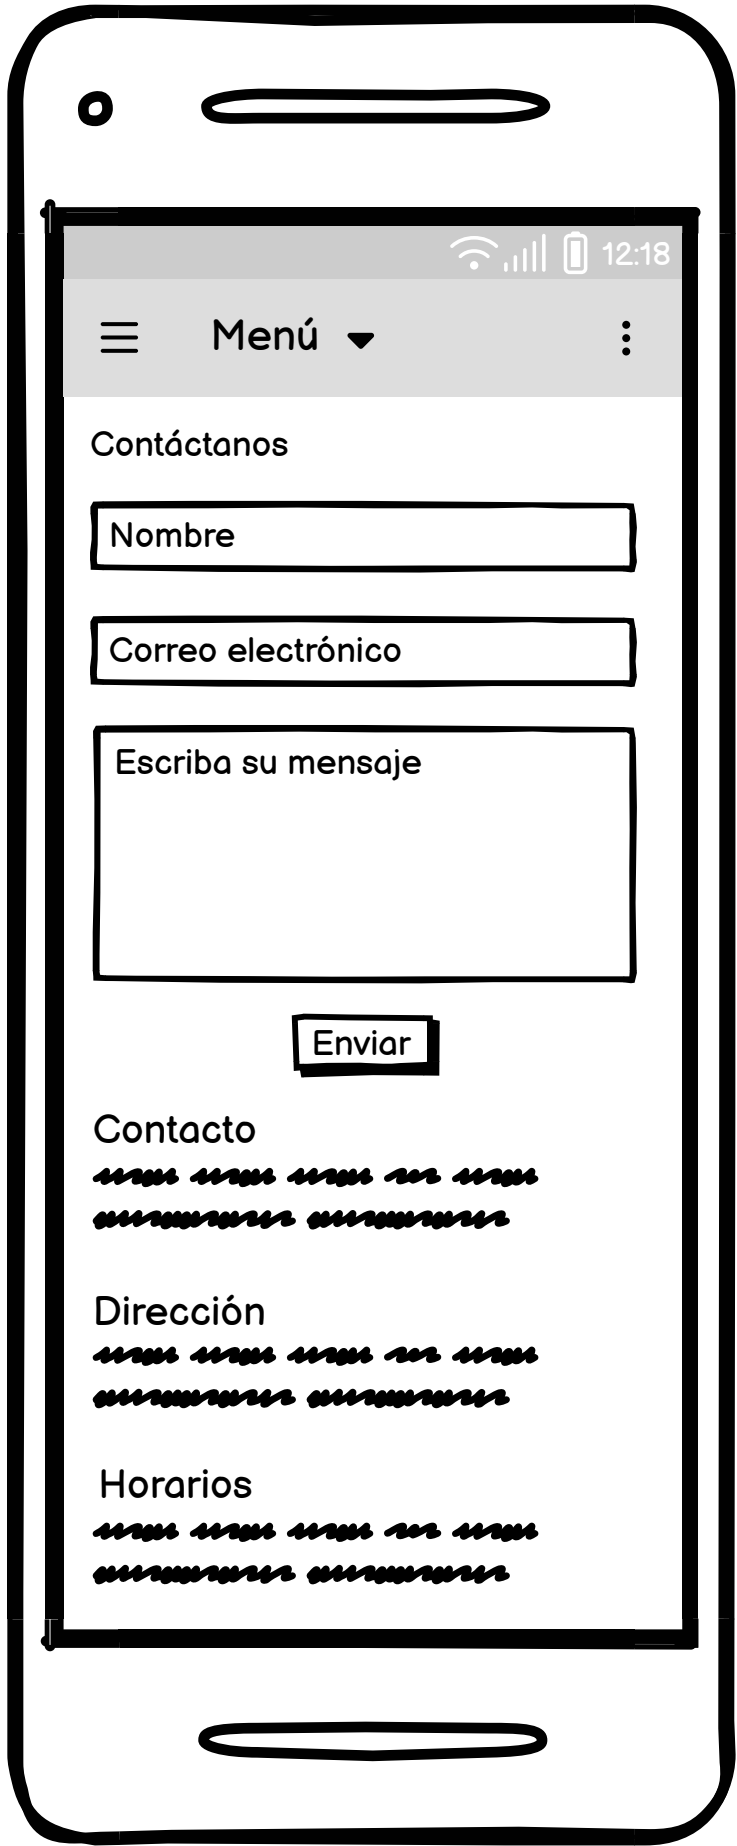 12:18
Menú
Contáctanos
Nombre
Correo electrónico
Escriba su mensaje
Enviar
Contacto
Dirección
Horarios